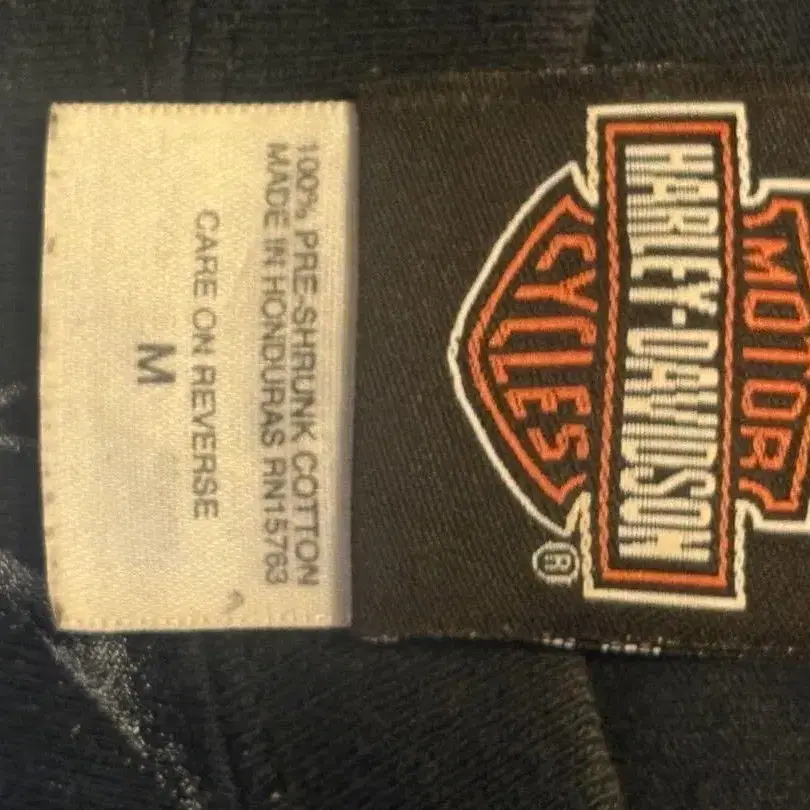 MOTOR
HARLEY-DAVIDSON
CYCLES
®
100% PRE-SHRUNK COTTON
MADE IN HONDURAS RN15763
CARE ON REVERSE
M